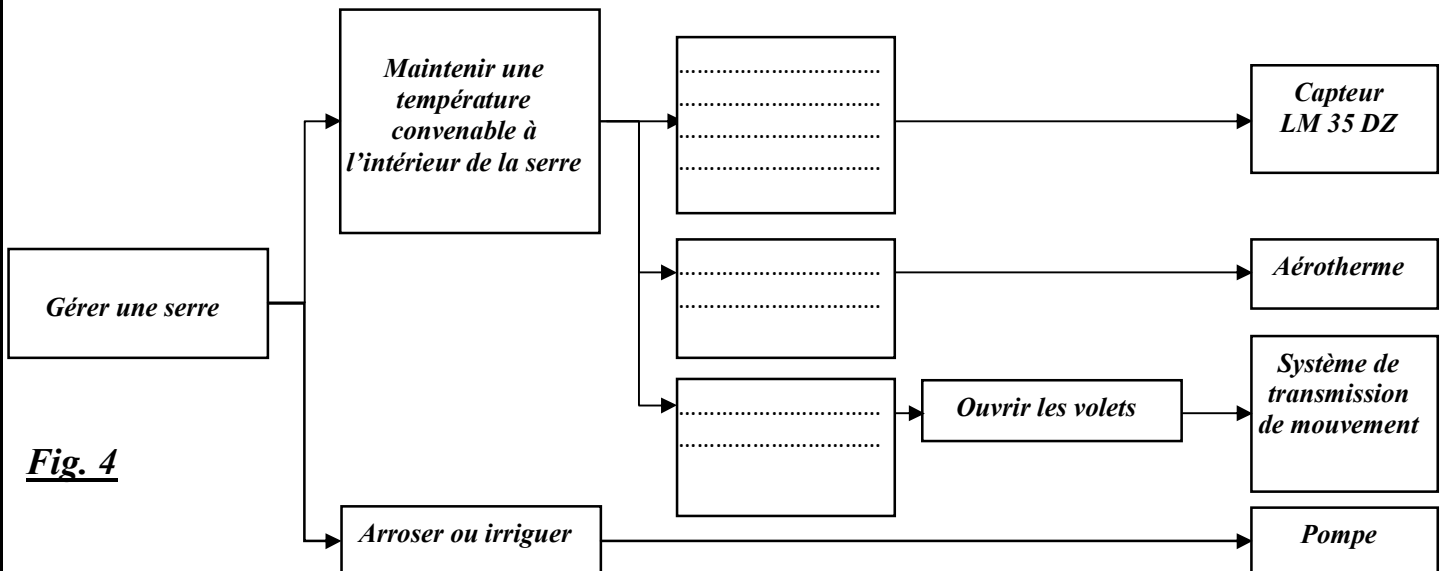 Maintenir une
température
convenable à
l'intérieur de la serre
.................................
.................................
.................................
.................................
Capteur
LM 35 DZ
Gérer une serre
.................................
.................................
Aérotherme
.................................
.................................
Ouvrir les volets
Système de
transmission
de mouvement
Fig. 4
Arroser ou irriguer
Pompe